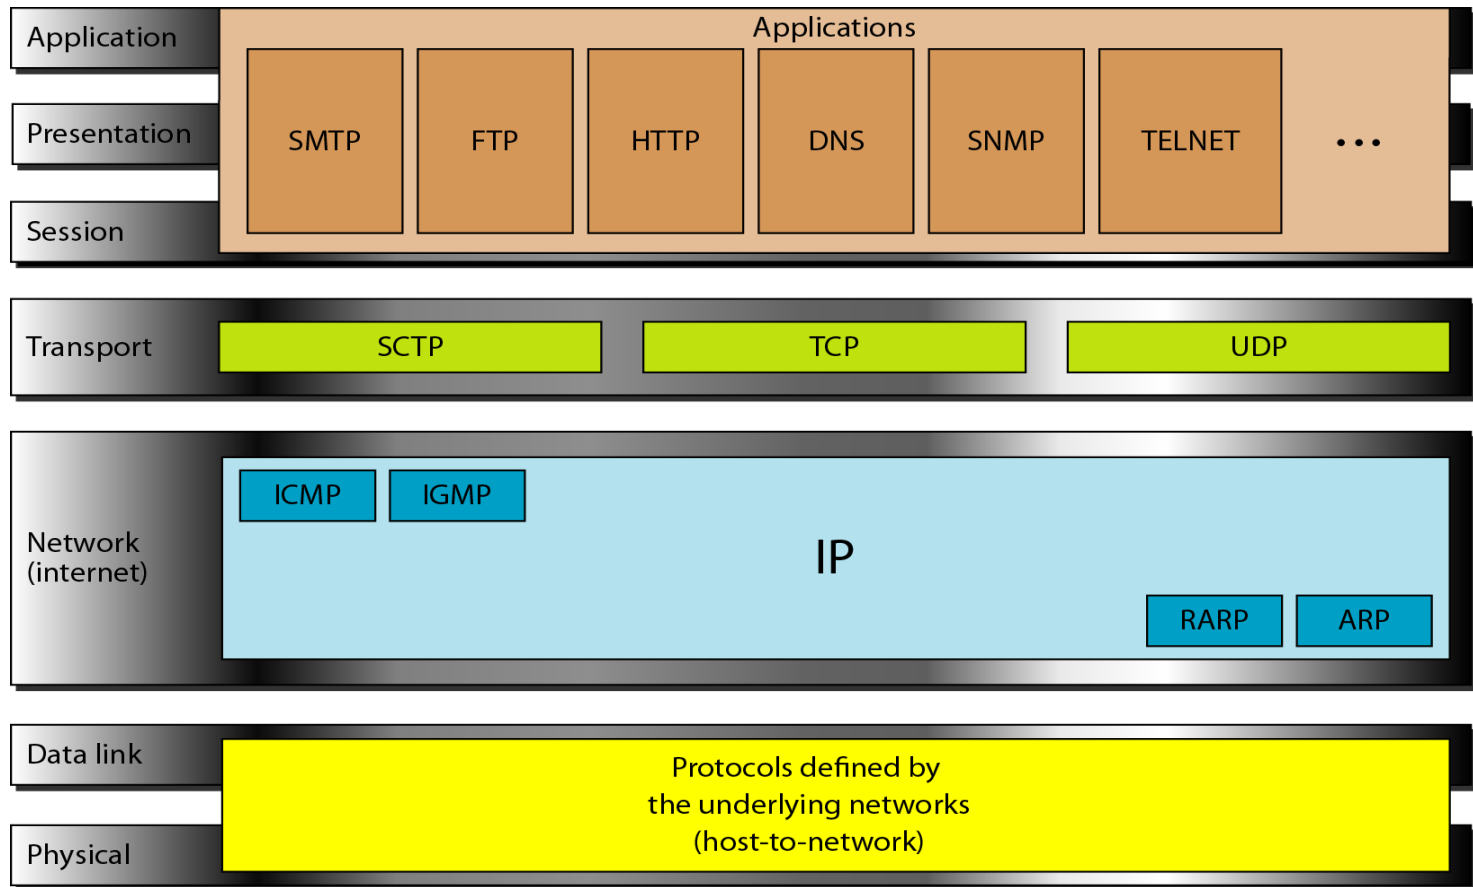 Application
Applications
Presentation
SMTP
FTP
HTTP
DNS
SNMP
TELNET
...
Session
Transport
SCTP
TCP
UDP
Network
(internet)
ICMP
IGMP
IP
RARP
ARP
Data link
Protocols defined by
the underlying networks
(host-to-network)
Physical